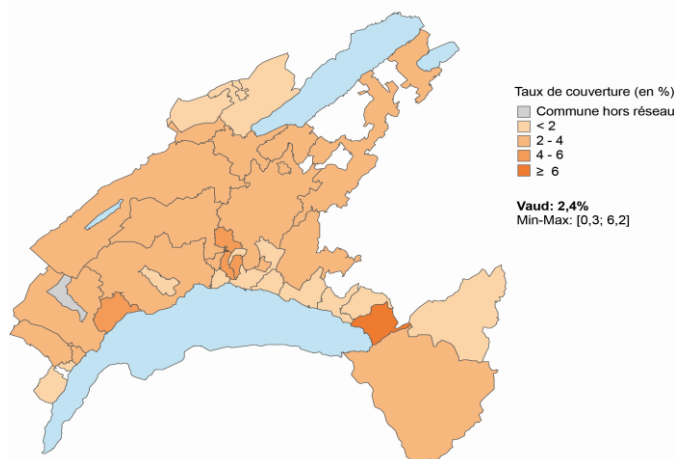 Taux de couverture (en %)
Commune hors réseau
< 2
2 - 4
4 - 6
≥ 6
Vaud: 2,4%
Min-Max: [0,3; 6,2]